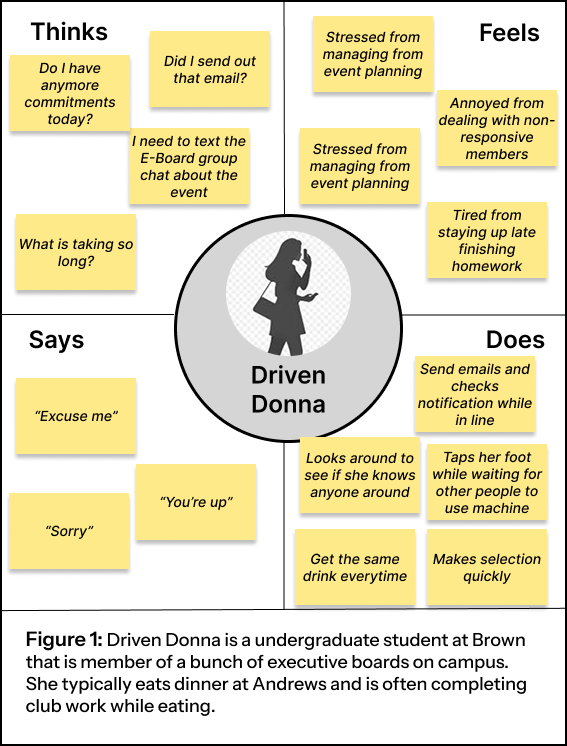 Thinks
Do I have
anymore
commitments
today?
Did I send out
that email?
I need to text the
E-Board group
chat about the
event
What is taking so
long?
Feels
Stressed from
managing from
event planning
Annoyed from
dealing with non-
responsive
members
Stressed from
managing from
event planning
Tired from
staying up late
finishing
homework
Driven
Donna
Says
“Excuse me”
“You’re up”
“Sorry”
Does
Send emails and
checks
notification while
in line
Looks around to
see if she knows
anyone around
Taps her foot
while waiting for
other people to
use machine
Get the same
drink everytime
Makes selection
quickly
Figure 1: Driven Donna is a undergraduate student at Brown
that is member of a bunch of executive boards on campus.
She typically eats dinner at Andrews and is often completing
club work while eating.